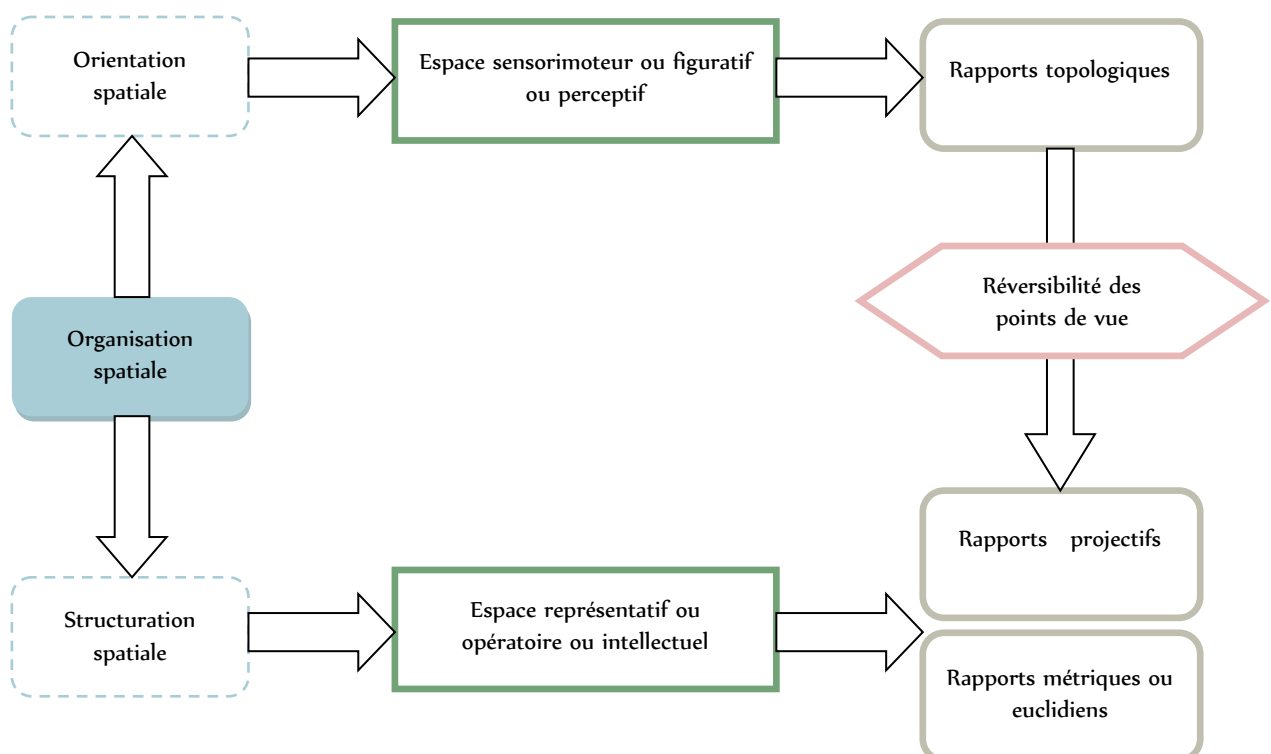 Orientation
spatiale
Espace sensorimoteur ou figuratif
ou perceptif
Rapports topologiques
Réversibilité des
points de vue
Organisation
spatiale
Rapports projectifs
Structuration
spatiale
Espace représentatif ou
opératoire ou intellectuel
Rapports métriques ou
euclidiens